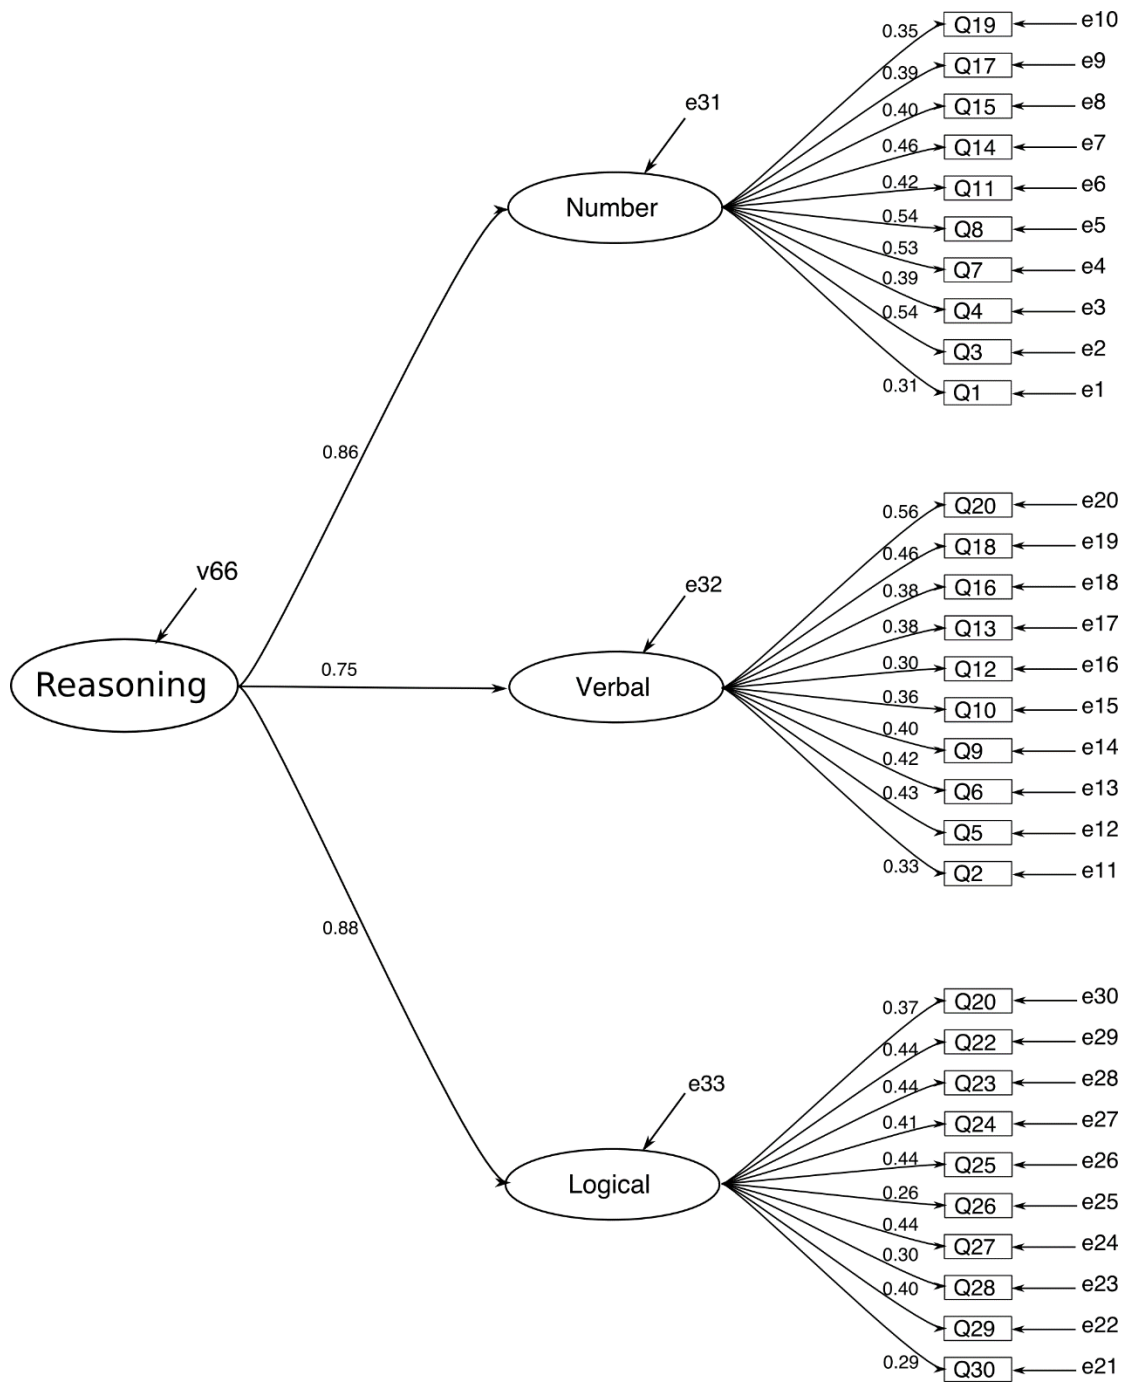 0.35 Q19 e10
0.39 Q17 e9
0.40 Q15 e8
0.46 Q14 e7
0.42 Q11 e6
0.54 Q8 e5
0.53 Q7 e4
0.39 Q4 e3
0.54 Q3 e2
0.31 Q1 e1
e31
Number
0.86
v66
Reasoning
0.75
e32
Verbal
0.56 Q20 e20
0.46 Q18 e19
0.38 Q16 e18
0.38 Q13 e17
0.30 Q12 e16
0.36 Q10 e15
0.40 Q9 e14
0.42 Q6 e13
0.43 Q5 e12
0.33 Q2 e11
0.88
e33
Logical
0.37 Q20 e30
0.44 Q22 e29
0.44 Q23 e28
0.41 Q24 e27
0.44 Q25 e26
0.26 Q26 e25
0.44 Q27 e24
0.30 Q28 e23
0.40 Q29 e22
0.29 Q30 e21